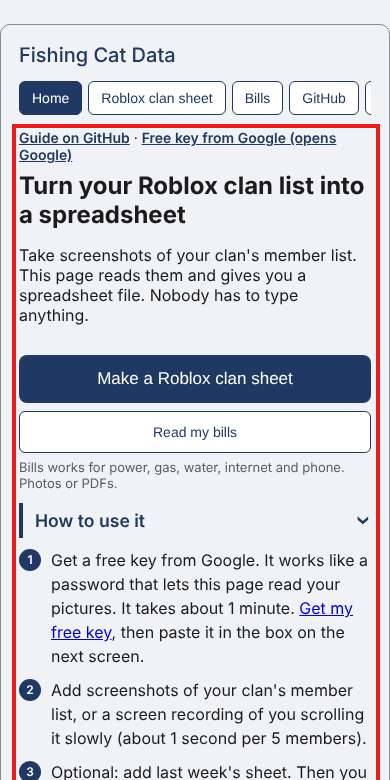 Fishing Cat Data
Home
Roblox clan sheet
Bills
GitHub
Guide on GitHub · Free key from Google (opens
Google)
Turn your Roblox clan list into
a spreadsheet
Take screenshots of your clan's member list.
This page reads them and gives you a
spreadsheet file. Nobody has to type
anything.
Make a Roblox clan sheet
Read my bills
Bills works for power, gas, water, internet and phone.
Photos or PDFs.
How to use it
1 Get a free key from Google. It works like a
password that lets this page read your
pictures. It takes about 1 minute. Get my
free key, then paste it in the box on the
next screen.
2 Add screenshots of your clan's member
list, or a screen recording of you scrolling
it slowly (about 1 second per 5 members).
3 Optional: add last week's sheet. Then you